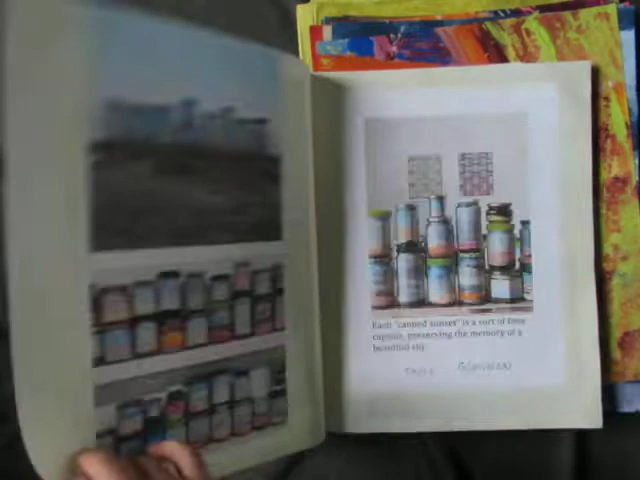 Each "canned sunset" is a sort of time
capsule, preserving the memory of a
beautiful sky.